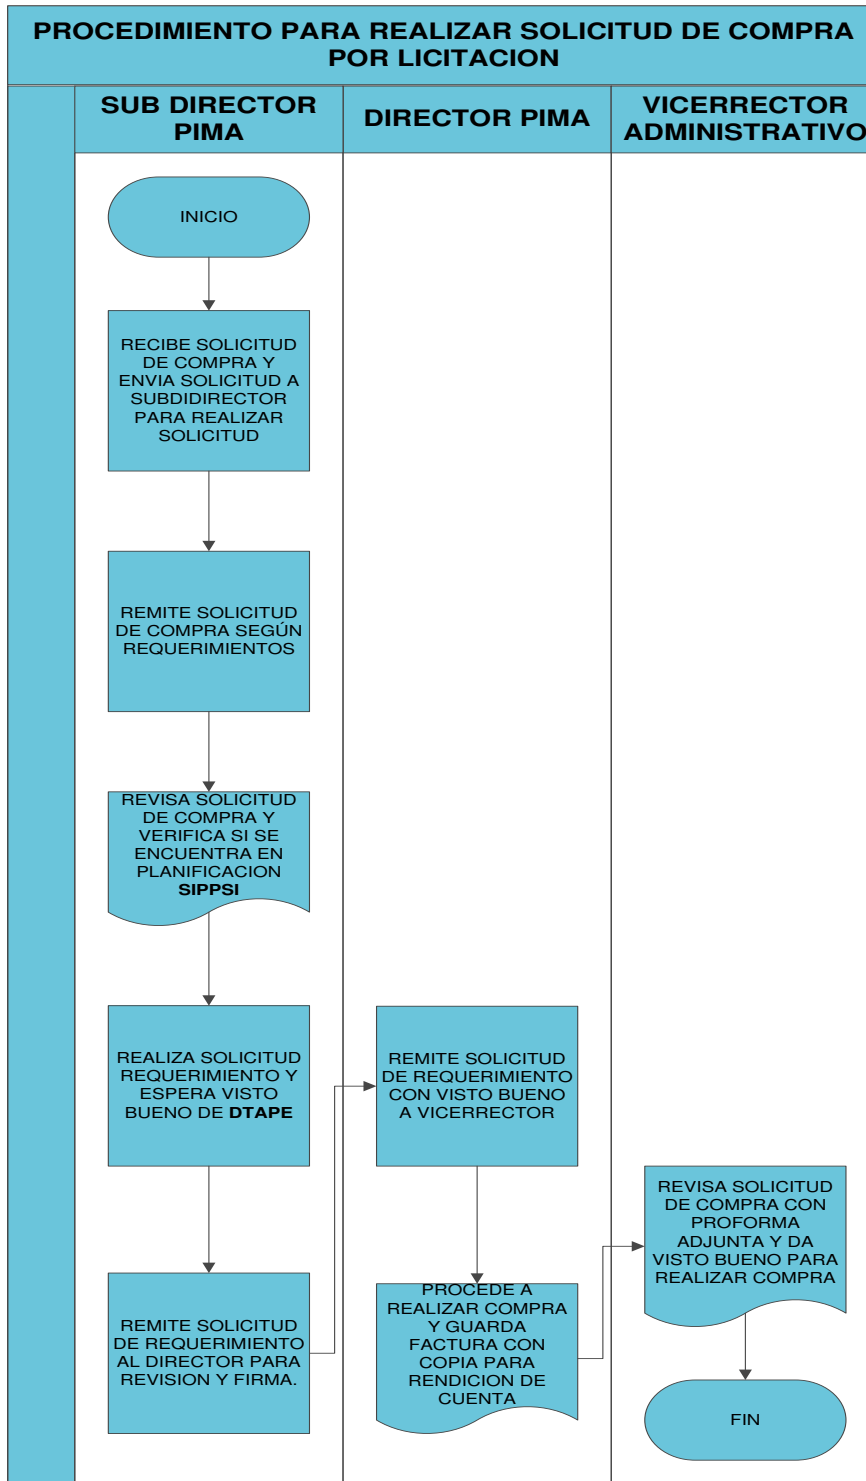 PROCEDIMIENTO PARA REALIZAR SOLICITUD DE COMPRA
POR LICITACION
SUB DIRECTOR
PIMA
DIRECTOR PIMA
VICERRECTOR
ADMINISTRATIVO
INICIO
RECIBE SOLICITUD
DE COMPRA Y
ENVIA SOLICITUD A
SUBDIDIRECTOR
PARA REALIZAR
SOLICITUD
REMITE SOLICITUD
DE COMPRA SEGÚN
REQUERIMIENTOS
REVISA SOLICITUD
DE COMPRA Y
VERIFICA SI SE
ENCUENTRA EN
PLANIFICACION
SIPPSI
REALIZA SOLICITUD
REQUERIMIENTO Y
ESPERA VISTO
BUENO DE DTAPE
REMITE SOLICITUD
DE REQUERIMIENTO
AL DIRECTOR PARA
REVISION Y FIRMA.
REMITE SOLICITUD
DE REQUERIMIENTO
CON VISTO BUENO
A VICERRECTOR
PROCEDE A
REALIZAR COMPRA
Y GUARDA
FACTURA CON
COPIA PARA
RENDICION DE
CUENTA
REVISA SOLICITUD
DE COMPRA CON
PROFORMA
ADJUNTA Y DA
VISTO BUENO PARA
REALIZAR COMPRA
FIN